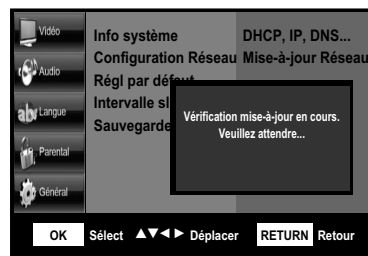 Vidéo
Audio
Langue
Parental
Général
Info système DHCP, IP, DNS...
Configuration Réseau Mise-à-jour Réseau
Régl par défaut
Intervalle sl
Sauvegarde
Vérification mise-à-jour en cours.
Veuillez attendre...
OK Sélect ▲▼◄► Déplacer RETURN Retour